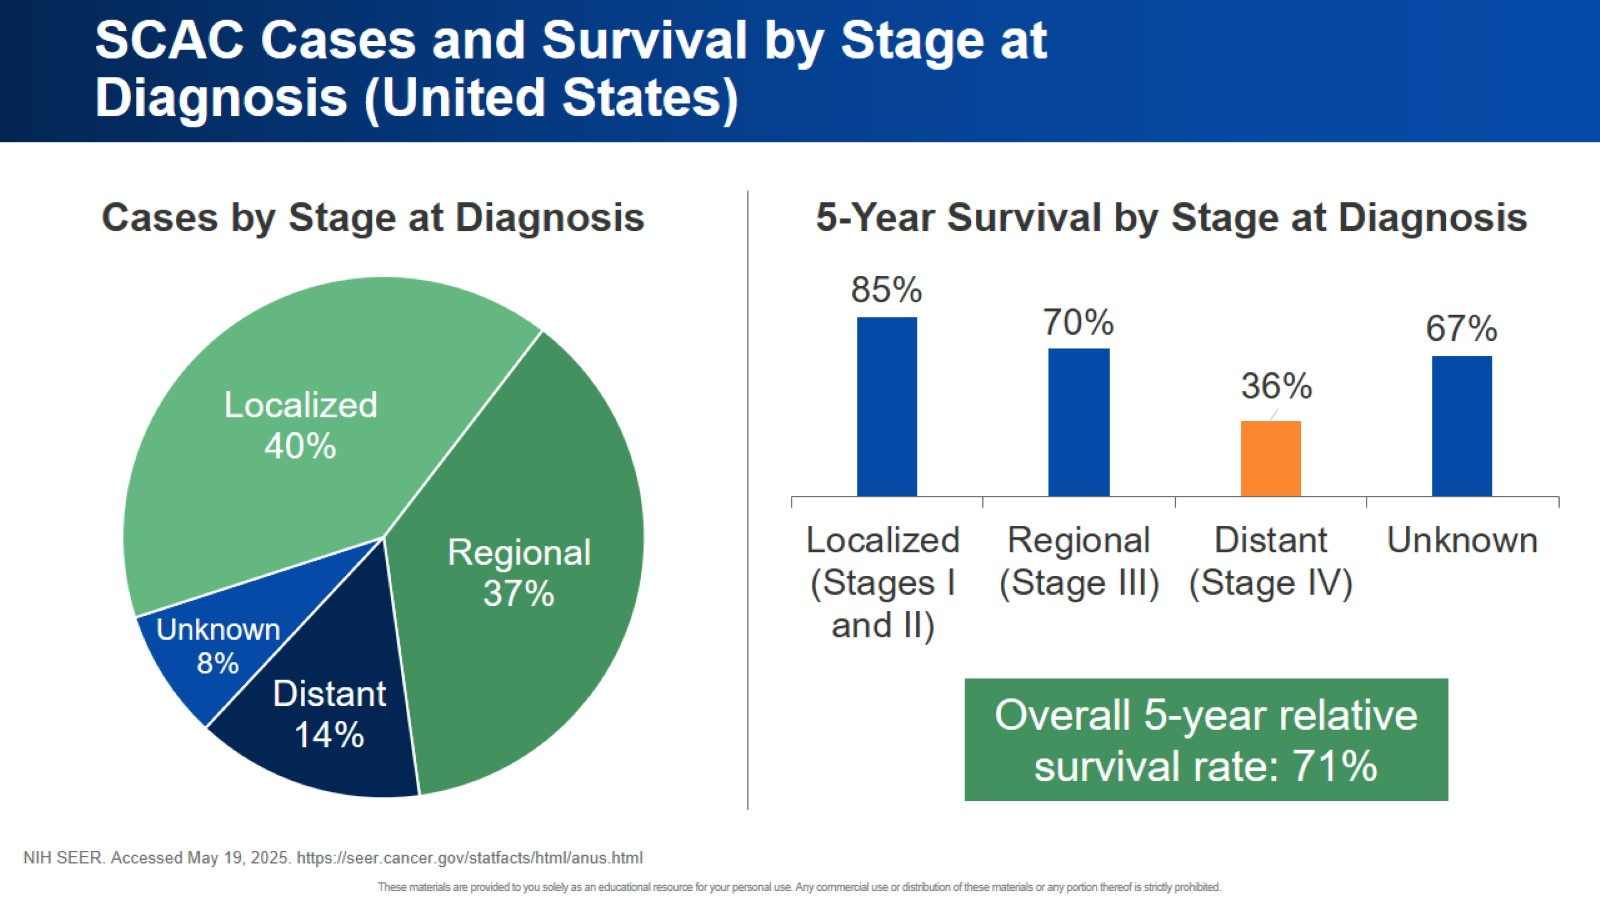 SCAC Cases and Survival by Stage at
Diagnosis (United States)
Cases by Stage at Diagnosis
Localized
40%
Regional
37%
Unknown
8%
Distant
14%
5-Year Survival by Stage at Diagnosis
85%
70%
36%
67%
Localized
(Stages I
and II)
Regional
(Stage III)
Distant
(Stage IV)
Unknown
Overall 5-year relative
survival rate: 71%
NIH SEER. Accessed May 19, 2025. https://seer.cancer.gov/statfacts/html/anus.html
These materials are provided to you solely as an educational resource for your personal use. Any commercial use or distribution of these materials or any portion thereof is strictly prohibited.